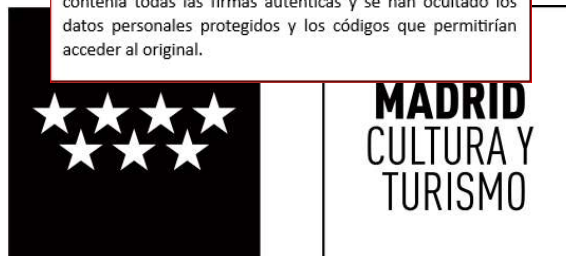 contenía todas las firmas auténticas y se han ocultado los
datos personales protegidos y los códigos que permitirían
acceder al original.
MADRID
CULTURA Y
TURISMO